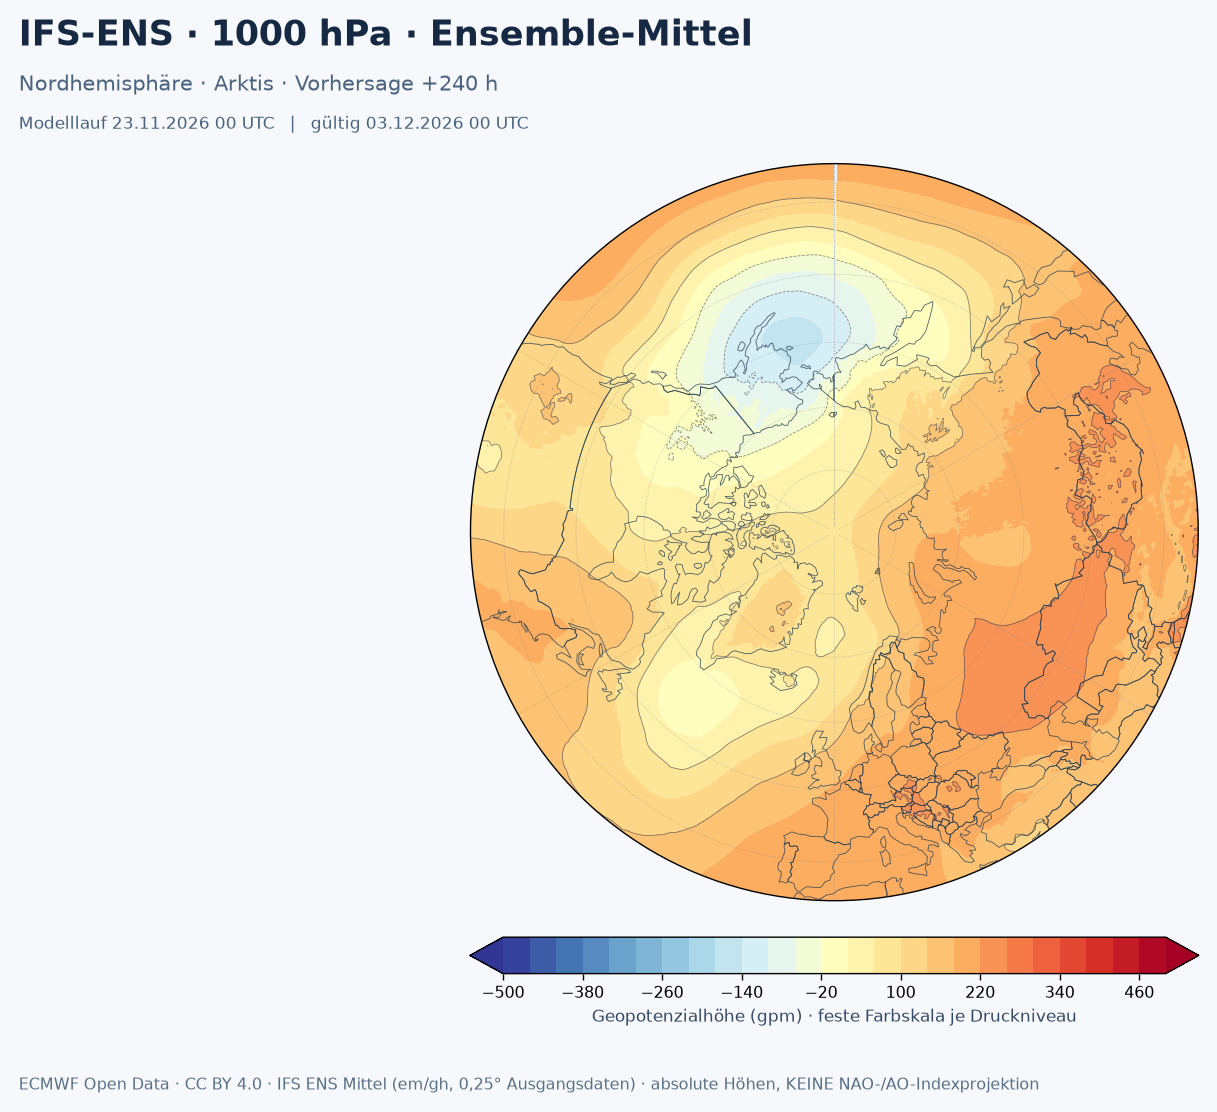 IFS-ENS · 1000 hPa · Ensemble-Mittel
Nordhemisphäre · Arktis · Vorhersage +240 h
Modelllauf 23.11.2026 00 UTC | gültig 03.12.2026 00 UTC
−500 −380 −260 −140 −20 100 220 340 460
Geopotenzialhöhe (gpm) · feste Farbskala je Druckniveau
ECMWF Open Data · CC BY 4.0 · IFS ENS Mittel (em/gh, 0,25° Ausgangsdaten) · absolute Höhen, KEINE NAO-/AO-Indexprojektion